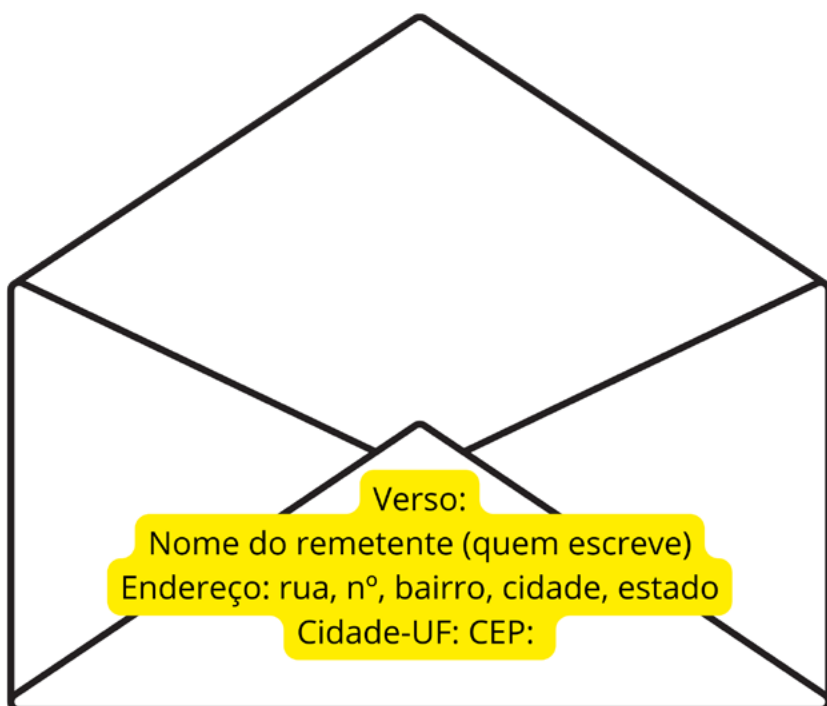 Verso:
Nome do remetente (quem escreve)
Endereço: rua, nº, bairro, cidade, estado
Cidade-UF: CEP: